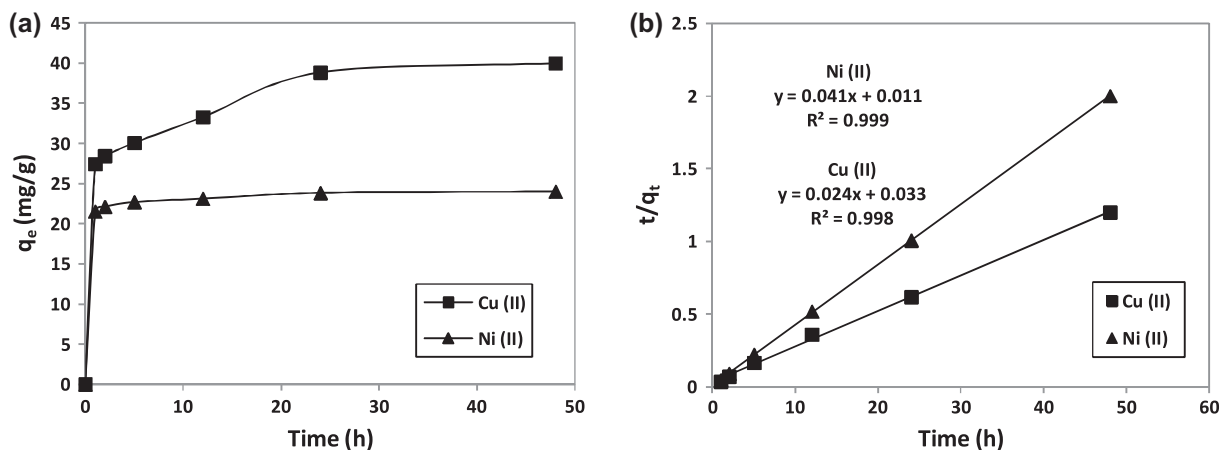 (a)
45
40
35
30
25
20
15
10
5
0
qe (mg/g)
0 10 20 30 40 50
Time (h)
Cu (II)
Ni (II)
(b)
2.5
2
1.5
1
0.5
0
t/qt
Ni (II)
y = 0.041x + 0.011
R² = 0.999
Cu (II)
y = 0.024x + 0.033
R² = 0.998
Cu (II)
Ni (II)
0 10 20 30 40 50 60
Time (h)